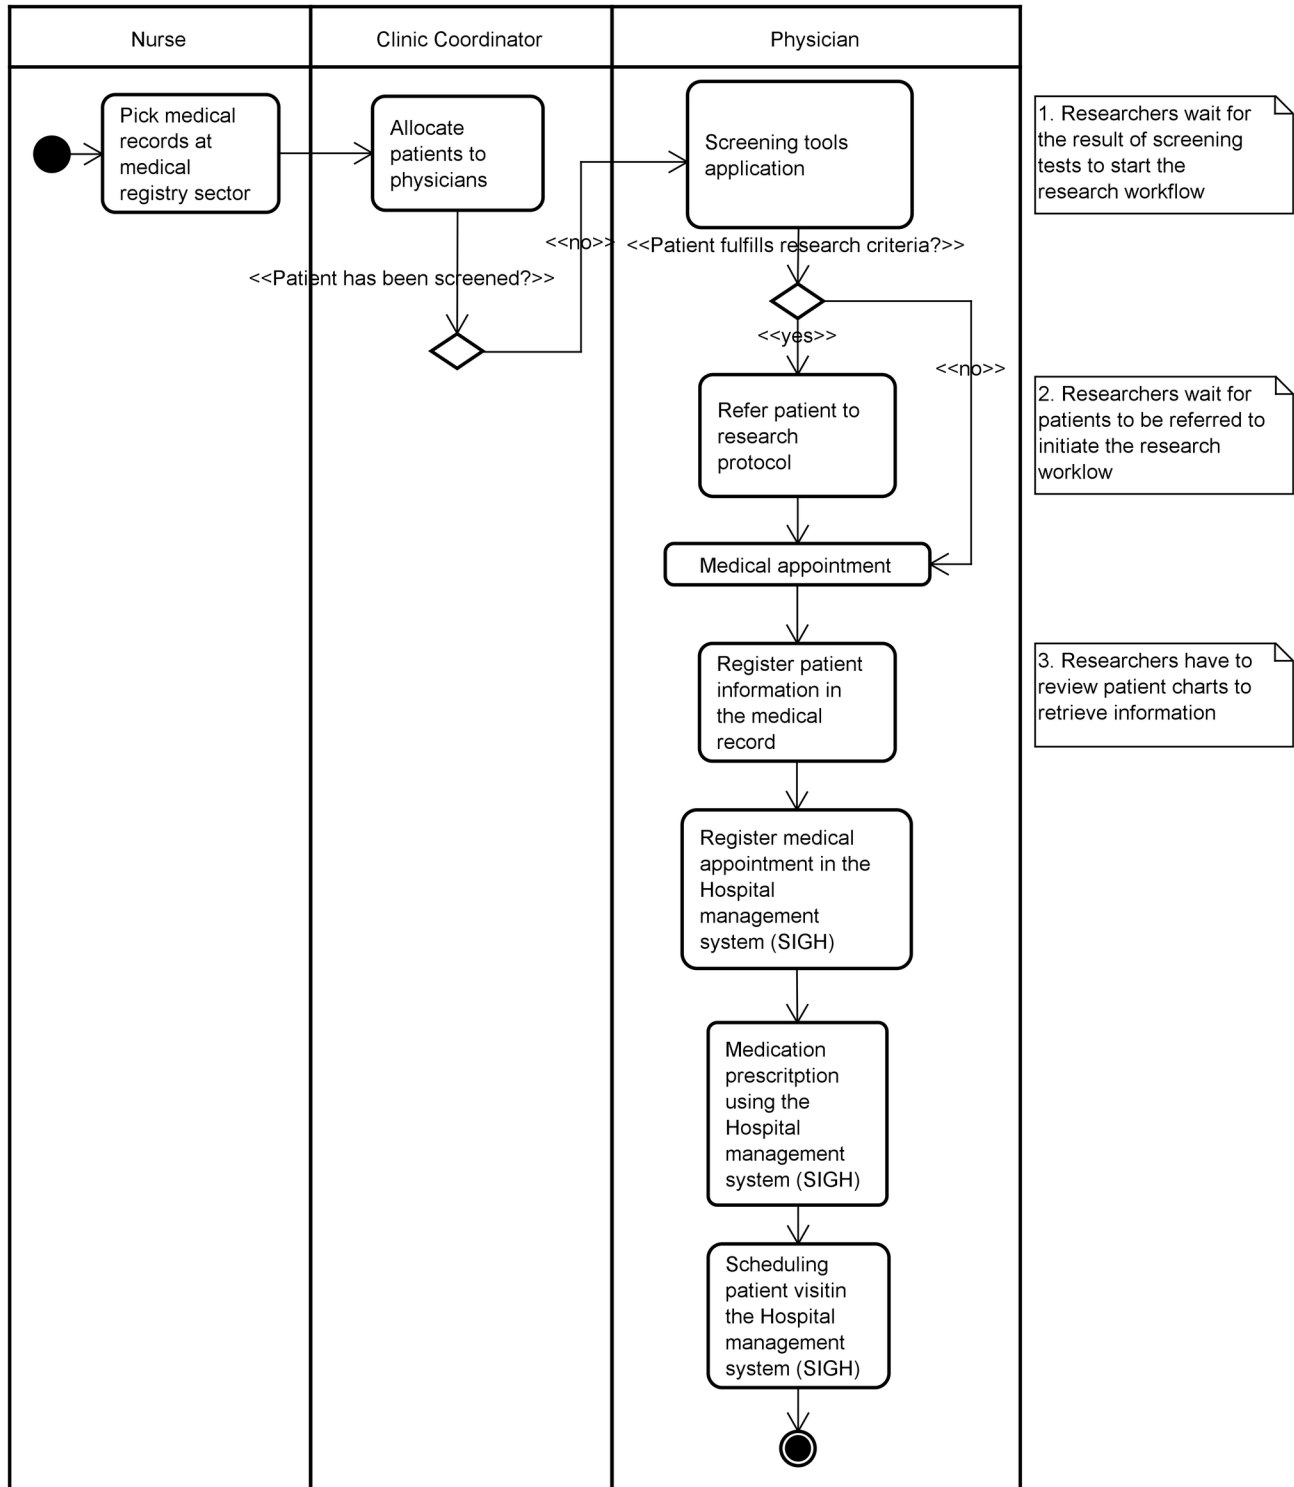 Nurse
Clinic Coordinator
Physician
Pick medical
records at
medical
registry sector
Allocate
patients to
physicians
Screening tools
application
1. Researchers wait for
the result of screening
tests to start the
research workflow
<<no>>
<<Patient fulfills research criteria?>>
<<Patient has been screened?>>
<<yes>>
<<no>>
Refer patient to
research
protocol
2. Researchers wait for
patients to be referred to
initiate the research
worklow
Medical appointment
Register patient
information in
the medical
record
3. Researchers have to
review patient charts to
retrieve information
Register medical
appointment in the
Hospital
management
system (SIGH)
Medication
prescritption
using the
Hospital
management
system (SIGH)
Scheduling
patient visitin
the Hospital
management
system (SIGH)